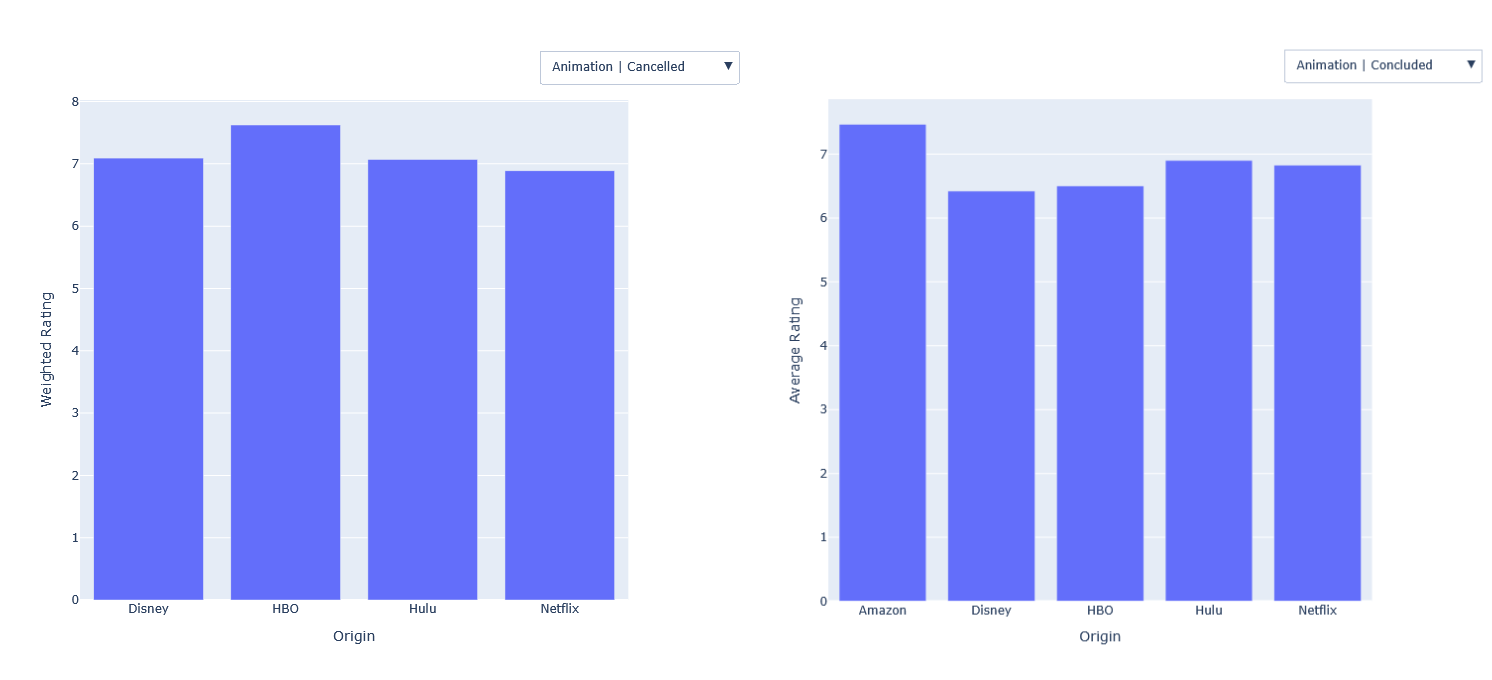 Animation | Cancelled ▼
8
7
6
5
4
3
2
1
0
Weighted Rating
Disney HBO Hulu Netflix
Origin
Animation | Concluded ▼
7
6
5
4
3
2
1
0
Average Rating
Amazon Disney HBO Hulu Netflix
Origin